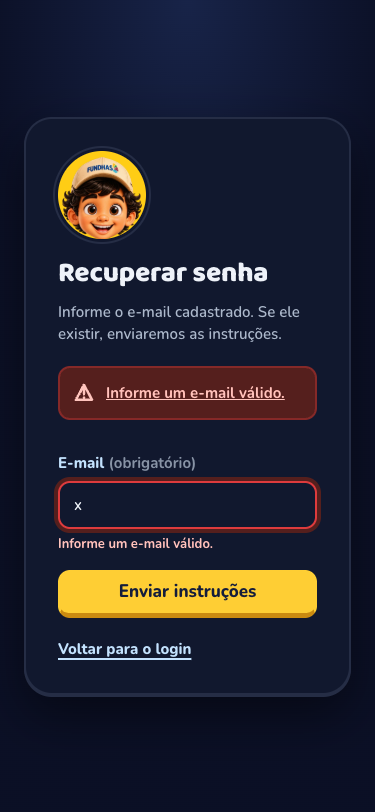 FUNDHAS
Recuperar senha
Informe o e-mail cadastrado. Se ele
existir, enviaremos as instruções.
Informe um e-mail válido.
E-mail (obrigatório)
x
Informe um e-mail válido.
Enviar instruções
Voltar para o login